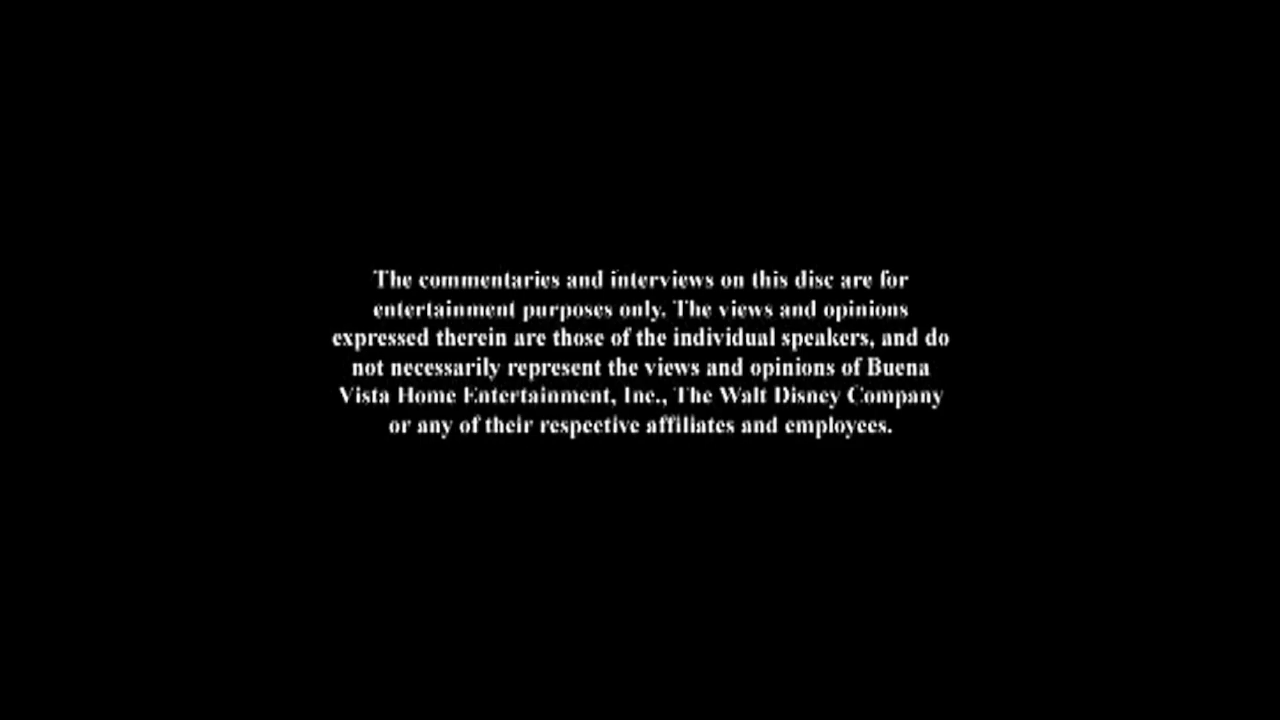 The commentaries and interviews on this disc are for
entertainment purposes only. The views and opinions
expressed therein are those of the individual speakers, and do
not necessarily represent the views and opinions of Buena
Vista Home Entertainment, Inc., The Walt Disney Company
or any of their respective affiliates and employees.